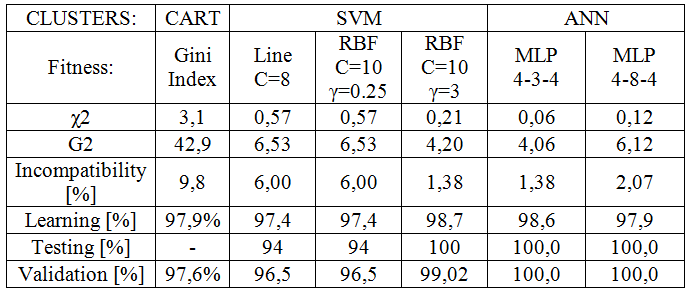 CLUSTERS: CART SVM ANN
Fitness: Gini Index Line C=8 RBF C=10 γ=0.25 RBF C=10 γ=3 MLP 4-3-4 MLP 4-8-4
χ2 3,1 0,57 0,57 0,21 0,06 0,12
G2 42,9 6,53 6,53 4,20 4,06 6,12
Incompatibility [%] 9,8 6,00 6,00 1,38 1,38 2,07
Learning [%] 97,9% 97,4 97,4 98,7 98,6 97,9
Testing [%] - 94 94 100 100,0 100,0
Validation [%] 97,6% 96,5 96,5 99,02 100,0 100,0